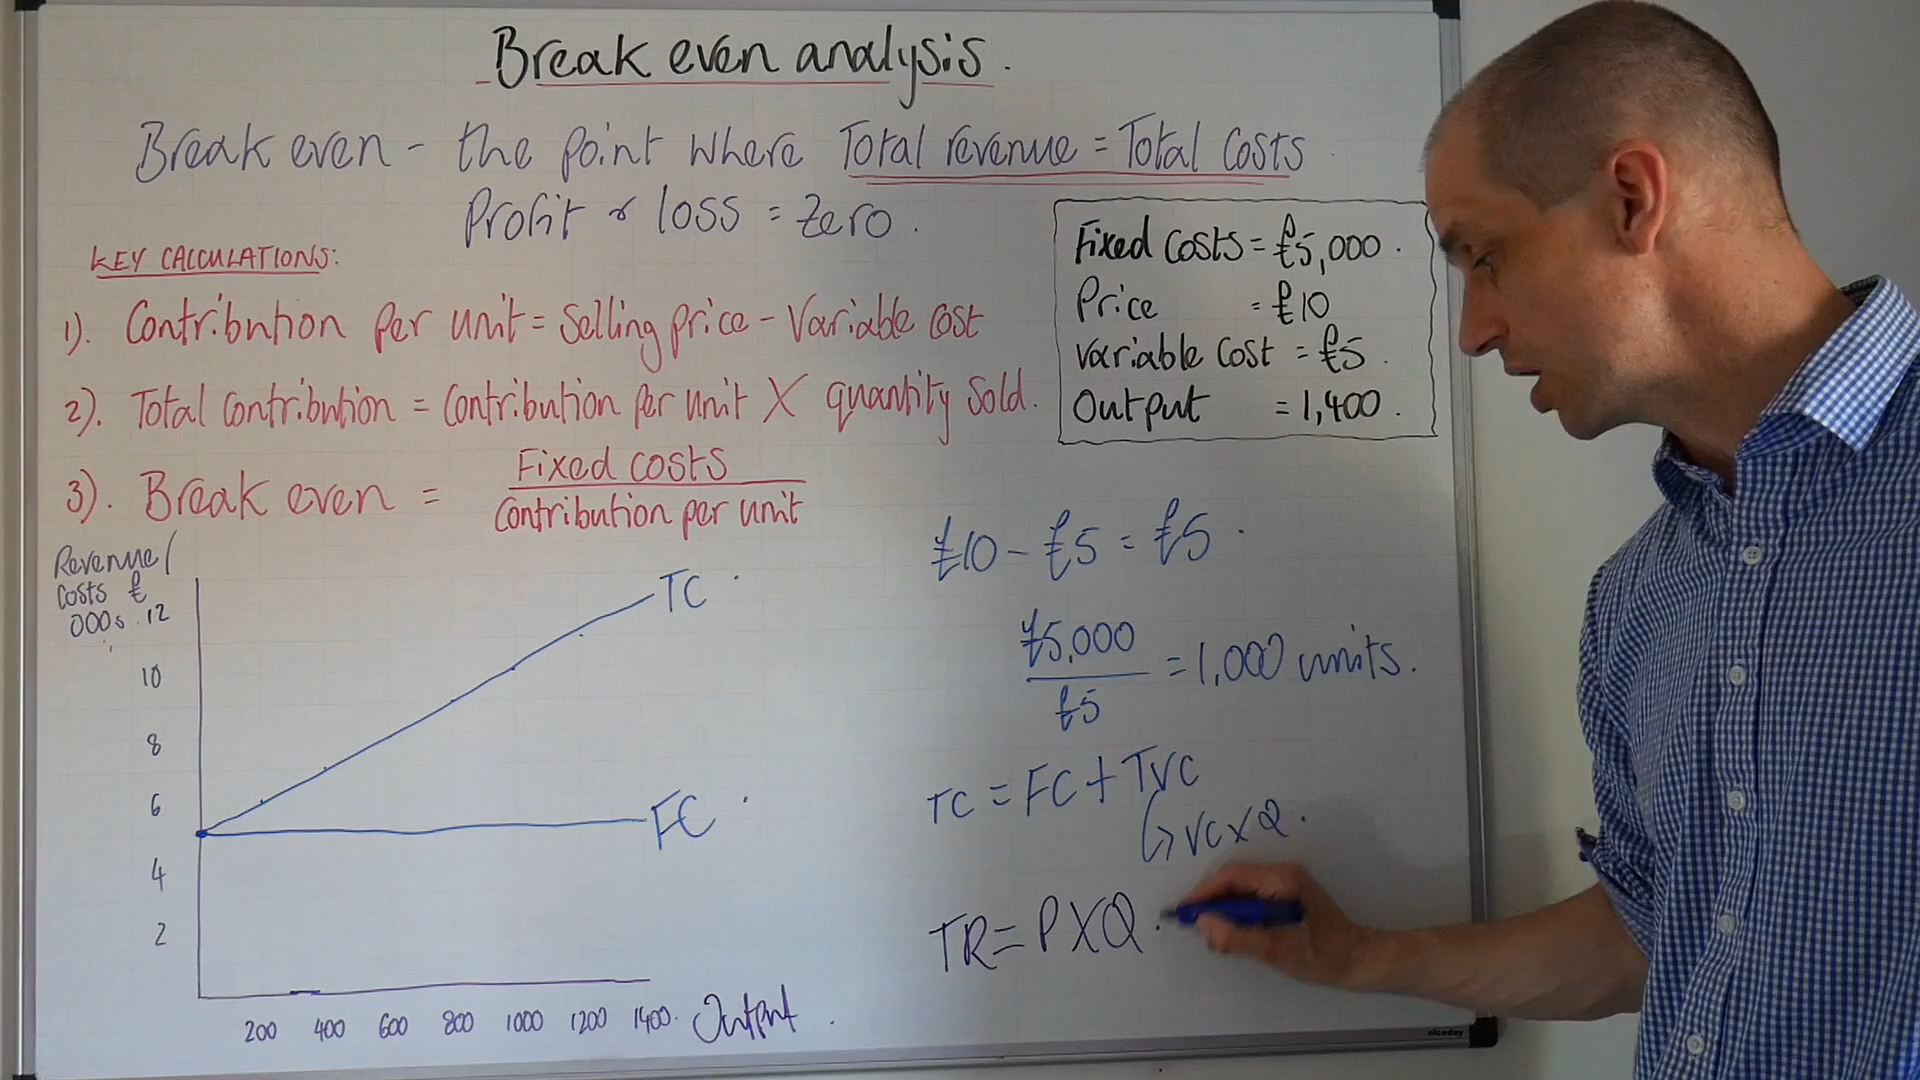 Break even analysis.
Break even - the point where Total revenue = Total Costs
Profit or loss = Zero.
KEY CALCULATIONS:
Fixed Costs = £5,000.
Price = £10
Variable Cost = £5.
Output = 1,400.
1). Contribution per unit = Selling price - Variable Cost
2). Total Contribution = Contribution per unit X quantity Sold.
3). Break even = Fixed Costs
Contribution per unit
£10 - £5 = £5.
£5,000
£5
= 1,000 units.
TC = FC + TVC
↳ VC x Q.
TR = P X Q.
Revenue /
Costs £
000s
12
10
8
6
4
2
TC
FC
200 400 600 800 1000 1200 1400. Output
niceday